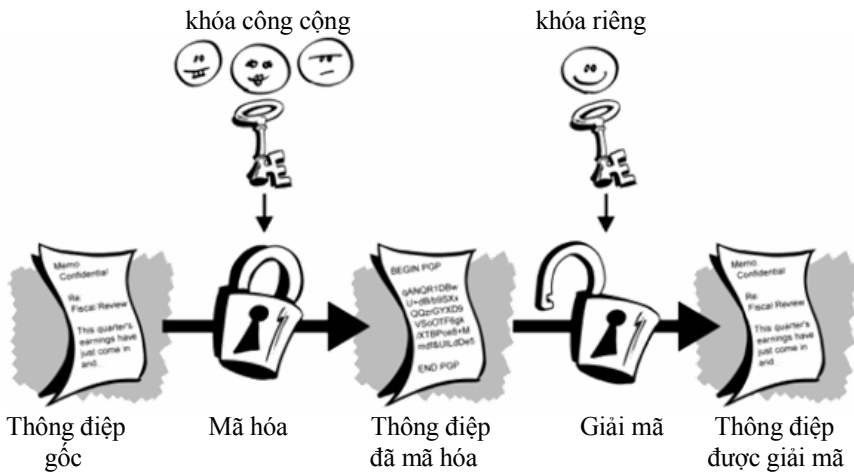 khóa công cộng
khóa riêng
Memo
Confidential
Re:
Fiscal Review
This quarter's
earnings have
just come in
and...
BEGIN PGP
END PGP
Memo
Confidential
Re:
Fiscal Review
This quarter's
earnings have
just come in
and...
Thông điệp
gốc
Mã hóa
Thông điệp
đã mã hóa
Giải mã
Thông điệp
được giải mã